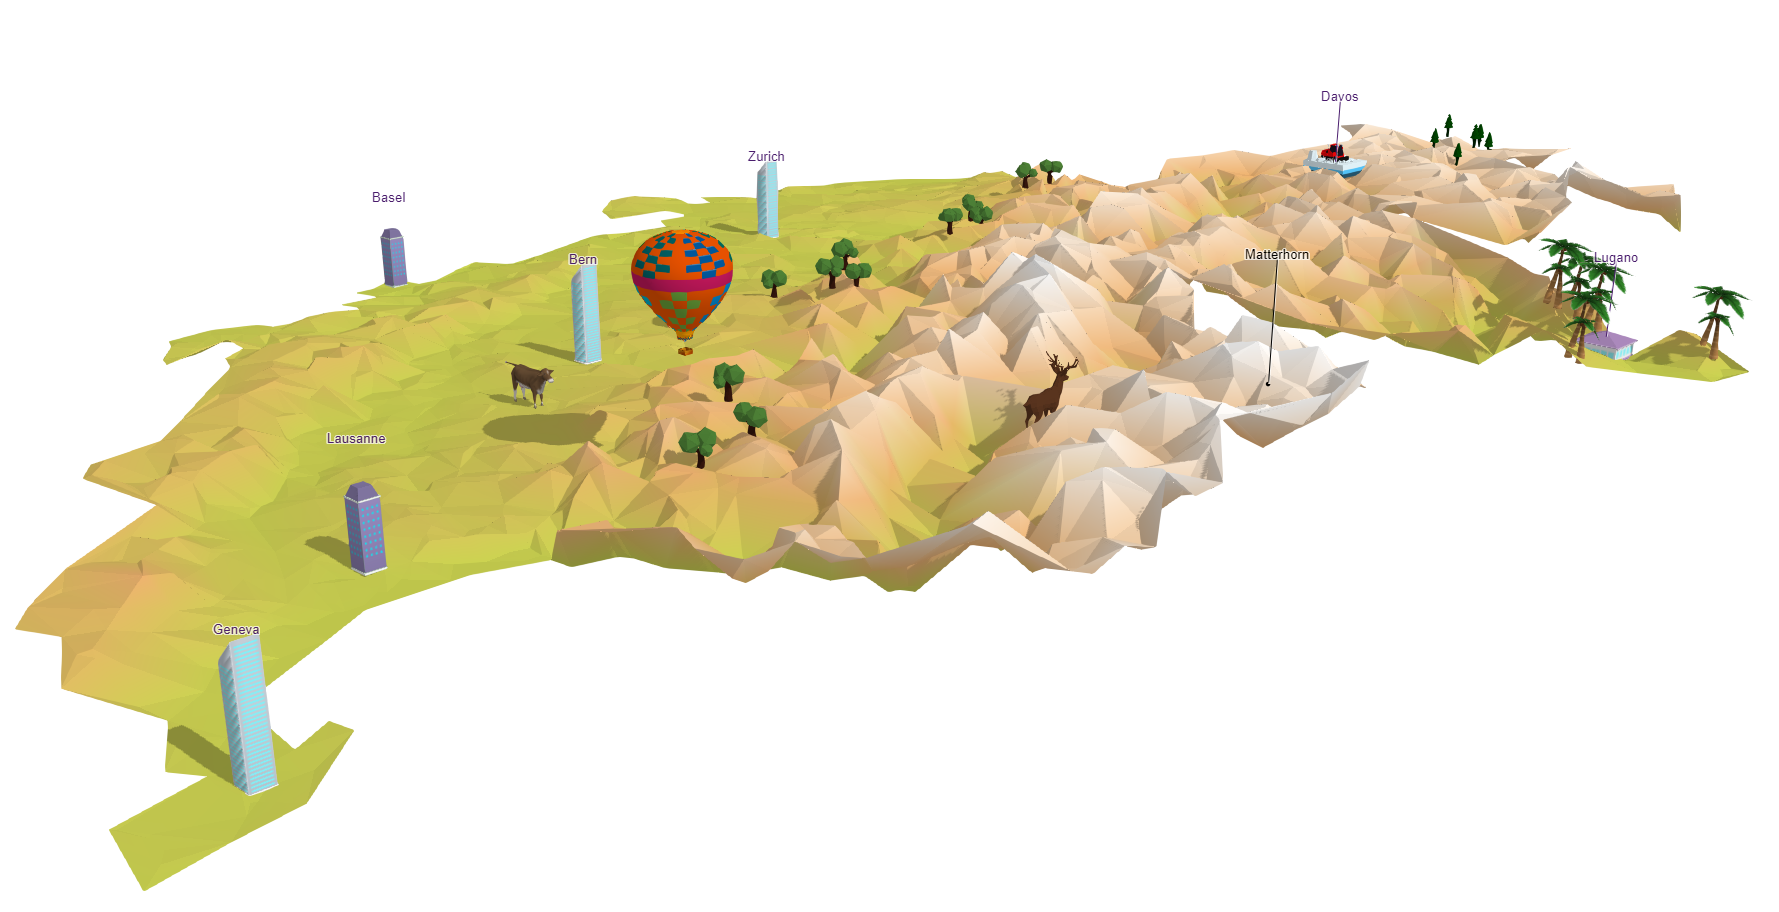 Davos
Zurich
Basel
Matterhorn
Lugano
Bern
Lausanne
Geneva